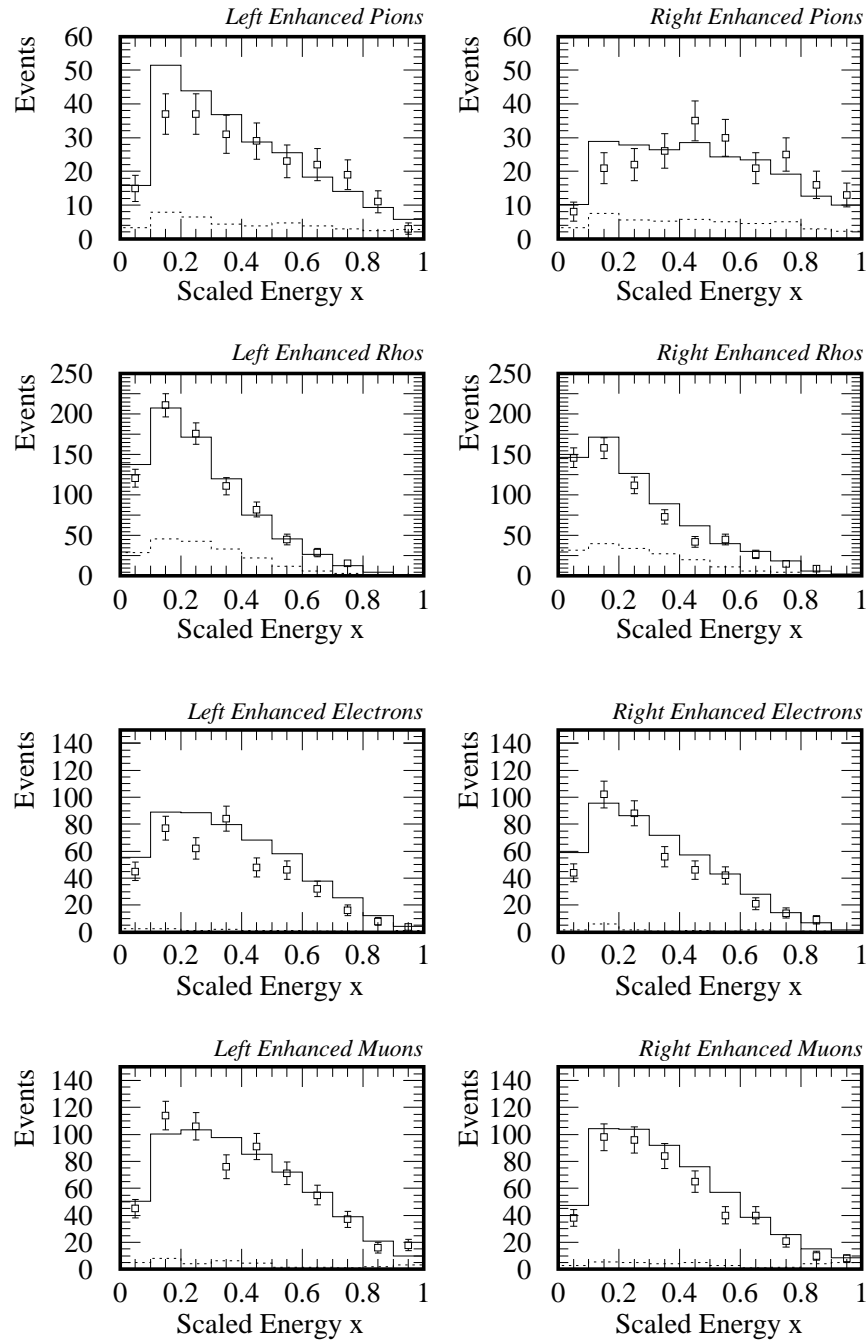 Left Enhanced Pions
Events
60
50
40
30
20
10
0
0 0.2 0.4 0.6 0.8 1
Scaled Energy x
Right Enhanced Pions
Events
60
50
40
30
20
10
0
0 0.2 0.4 0.6 0.8 1
Scaled Energy x
Left Enhanced Rhos
Events
250
200
150
100
50
0
0 0.2 0.4 0.6 0.8 1
Scaled Energy x
Right Enhanced Rhos
Events
250
200
150
100
50
0
0 0.2 0.4 0.6 0.8 1
Scaled Energy x
Left Enhanced Electrons
Events
140
120
100
80
60
40
20
0
0 0.2 0.4 0.6 0.8 1
Scaled Energy x
Right Enhanced Electrons
Events
140
120
100
80
60
40
20
0
0 0.2 0.4 0.6 0.8 1
Scaled Energy x
Left Enhanced Muons
Events
140
120
100
80
60
40
20
0
0 0.2 0.4 0.6 0.8 1
Scaled Energy x
Right Enhanced Muons
Events
140
120
100
80
60
40
20
0
0 0.2 0.4 0.6 0.8 1
Scaled Energy x